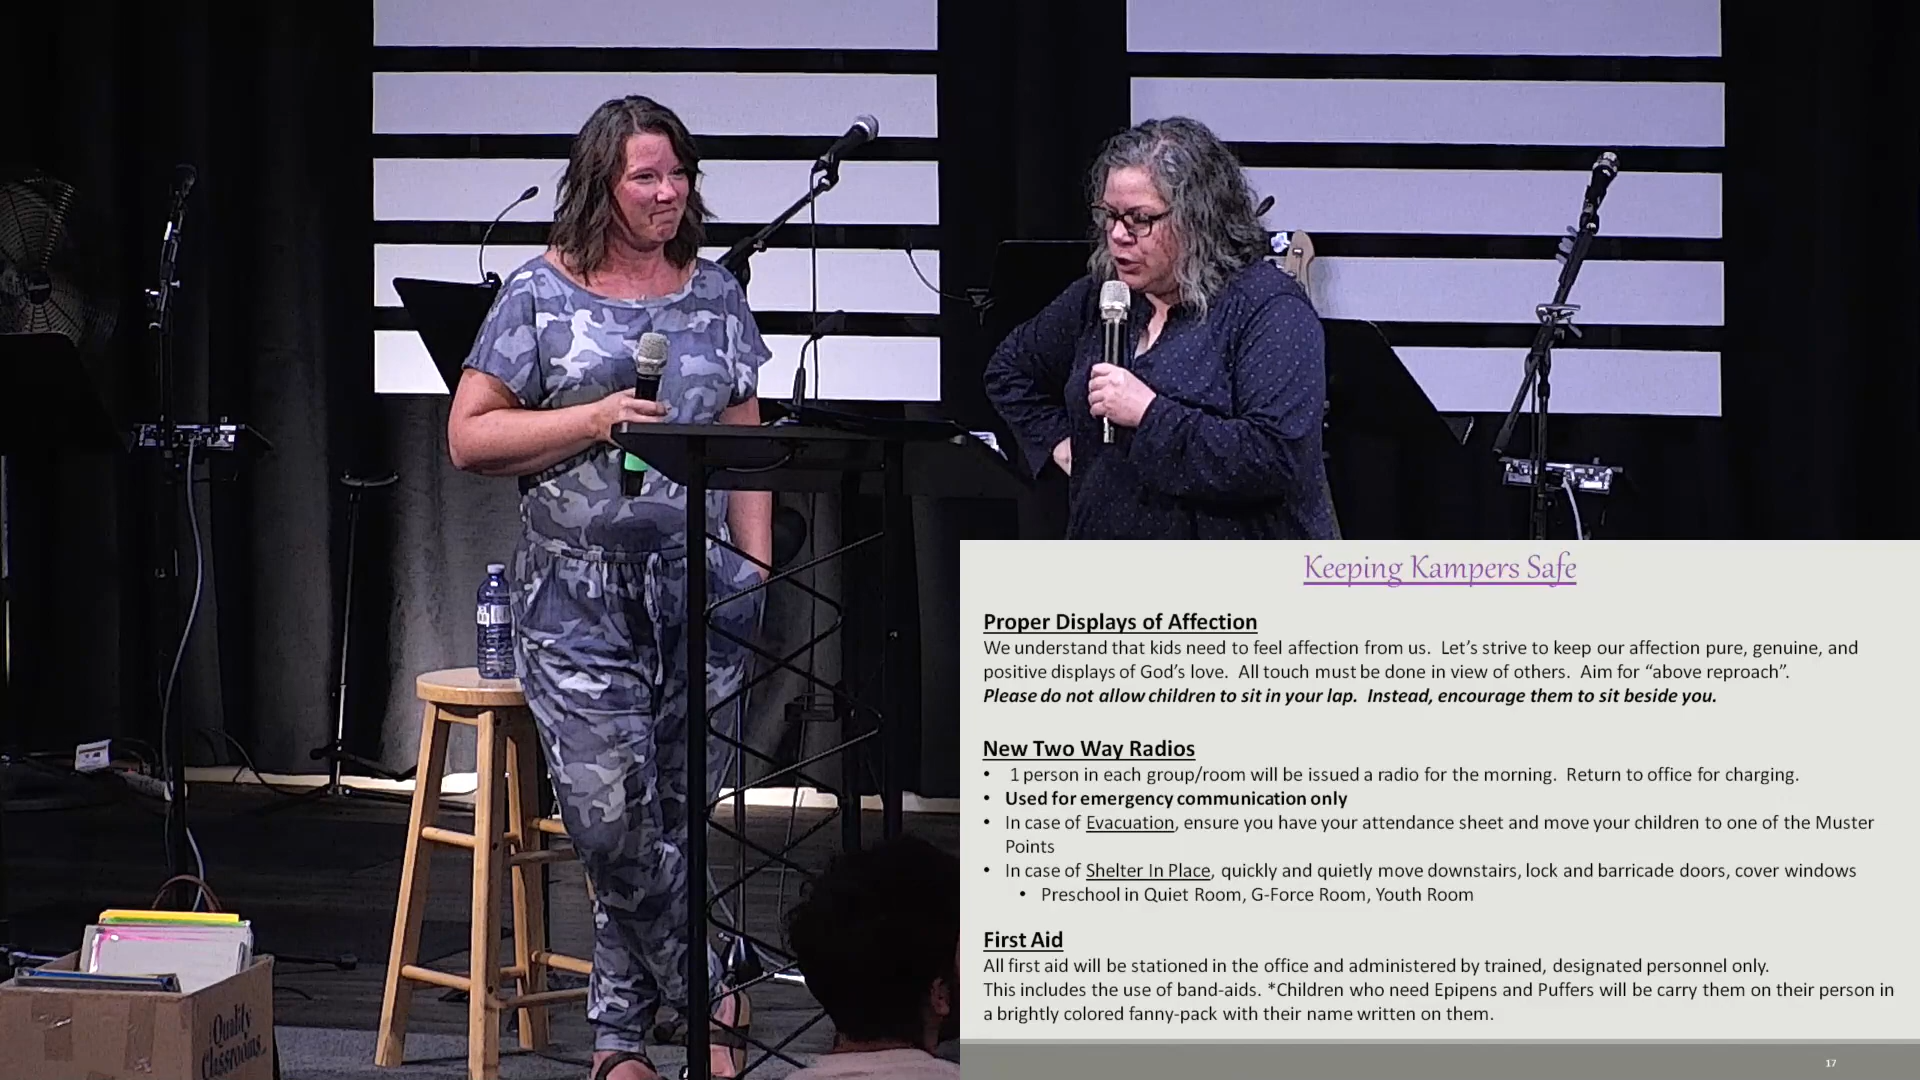 Keeping Kampers Safe
Proper Displays of Affection
We understand that kids need to feel affection from us. Let's strive to keep our affection pure, genuine, and
positive displays of God's love. All touch must be done in view of others. Aim for "above reproach".
Please do not allow children to sit in your lap. Instead, encourage them to sit beside you.
New Two Way Radios
• 1 person in each group/room will be issued a radio for the morning. Return to office for charging.
• Used for emergency communication only
• In case of Evacuation, ensure you have your attendance sheet and move your children to one of the Muster
Points
• In case of Shelter In Place, quickly and quietly move downstairs, lock and barricade doors, cover windows
• Preschool in Quiet Room, G-Force Room, Youth Room
First Aid
All first aid will be stationed in the office and administered by trained, designated personnel only.
This includes the use of band-aids. *Children who need Epipens and Puffers will be carry them on their person in
a brightly colored fanny-pack with their name written on them.
17
Quality
Classrooms